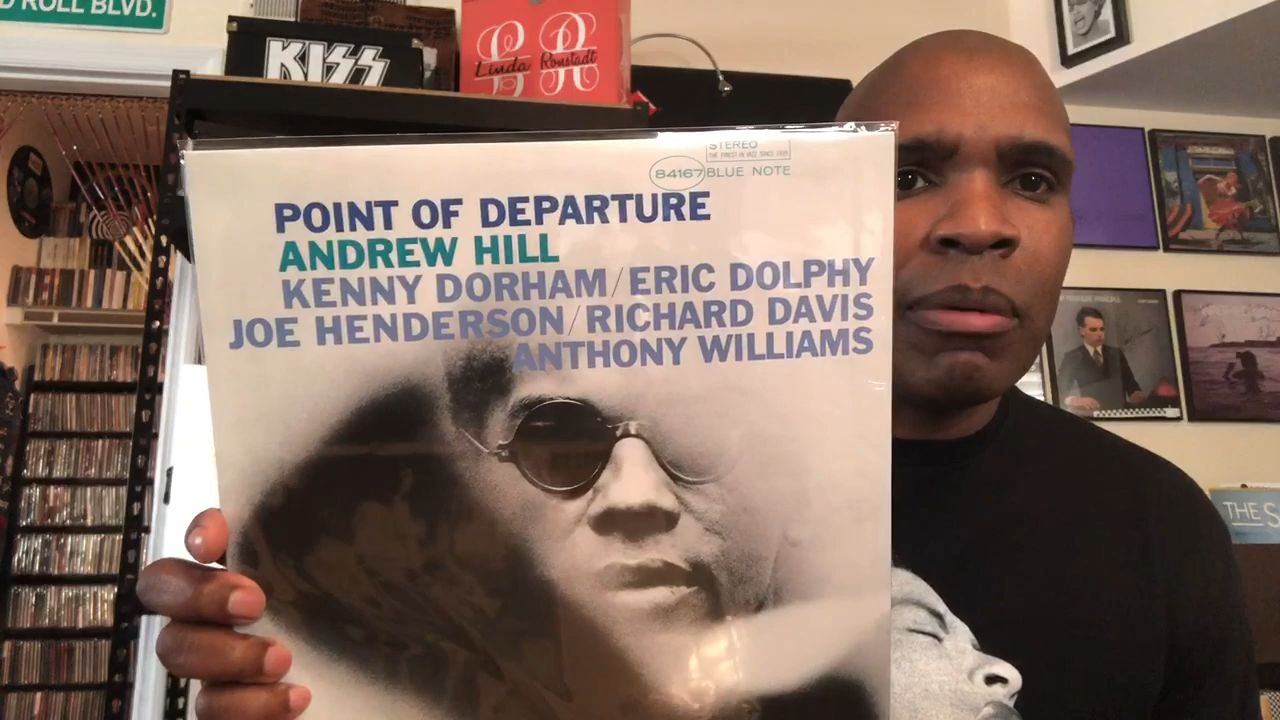 D ROLL BLVD.
KISS
Linda Ronstadt
STEREO
THE FINEST IN JAZZ SINCE 1939
84167 BLUE NOTE
POINT OF DEPARTURE
ANDREW HILL
KENNY DORHAM/ERIC DOLPHY
JOE HENDERSON/RICHARD DAVIS
ANTHONY WILLIAMS
THE S